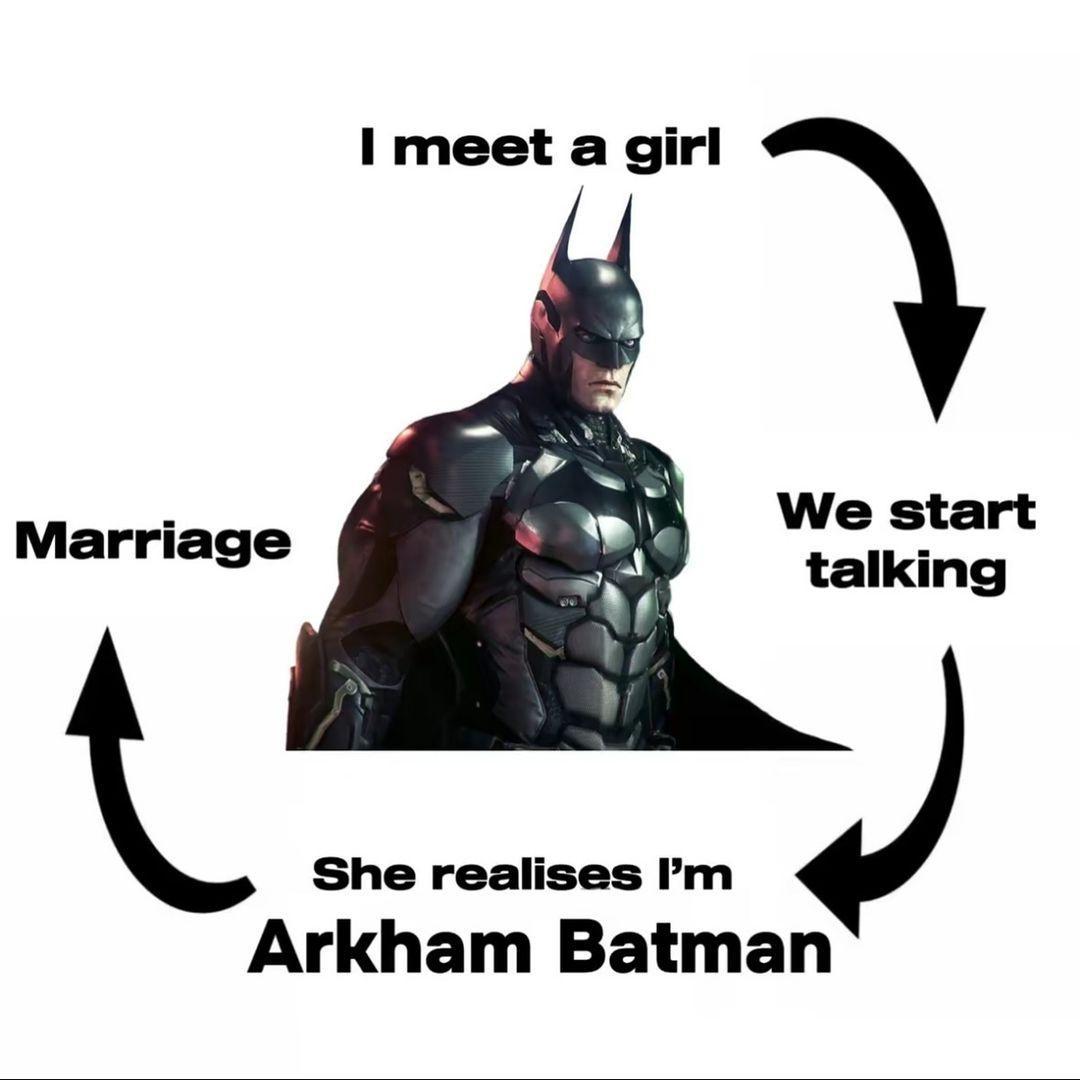 I meet a girl
We start
talking
She realises I'm
Arkham Batman
Marriage